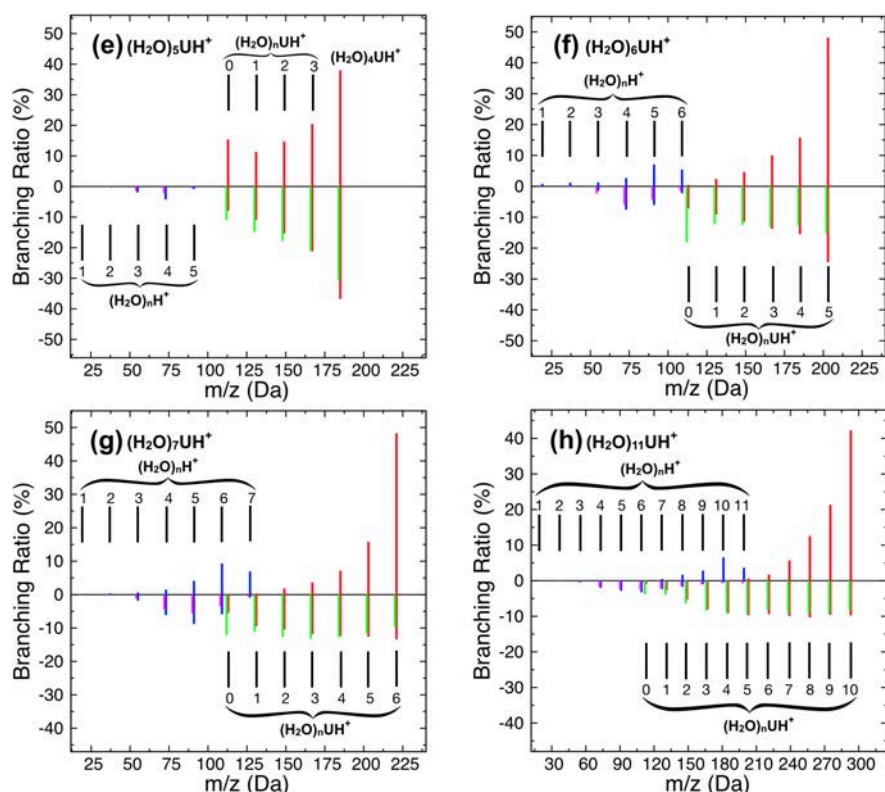 (e) (H2O)5UH+
(H2O)nUH+
0 1 2 3
(H2O)4UH+
Branching Ratio (%)
50
40
30
20
10
0
-10
-20
-30
-40
-50
1 2 3 4 5
(H2O)nH+
25 50 75 100 125 150 175 200 225
m/z (Da)
(f) (H2O)6UH+
(H2O)nH+
1 2 3 4 5 6
Branching Ratio (%)
50
40
30
20
10
0
-10
-20
-30
-40
-50
0 1 2 3 4 5
(H2O)nUH+
25 50 75 100 125 150 175 200 225
m/z (Da)
(g) (H2O)7UH+
(H2O)nH+
1 2 3 4 5 6 7
Branching Ratio (%)
50
40
30
20
10
0
-10
-20
-30
-40
0 1 2 3 4 5 6
(H2O)nUH+
25 50 75 100 125 150 175 200 225
m/z (Da)
(h) (H2O)11UH+
(H2O)nH+
1 2 3 4 5 6 7 8 9 10 11
Branching Ratio (%)
40
30
20
10
0
-10
-20
-30
-40
0 1 2 3 4 5 6 7 8 9 10
(H2O)nUH+
30 60 90 120 150 180 210 240 270 300
m/z (Da)